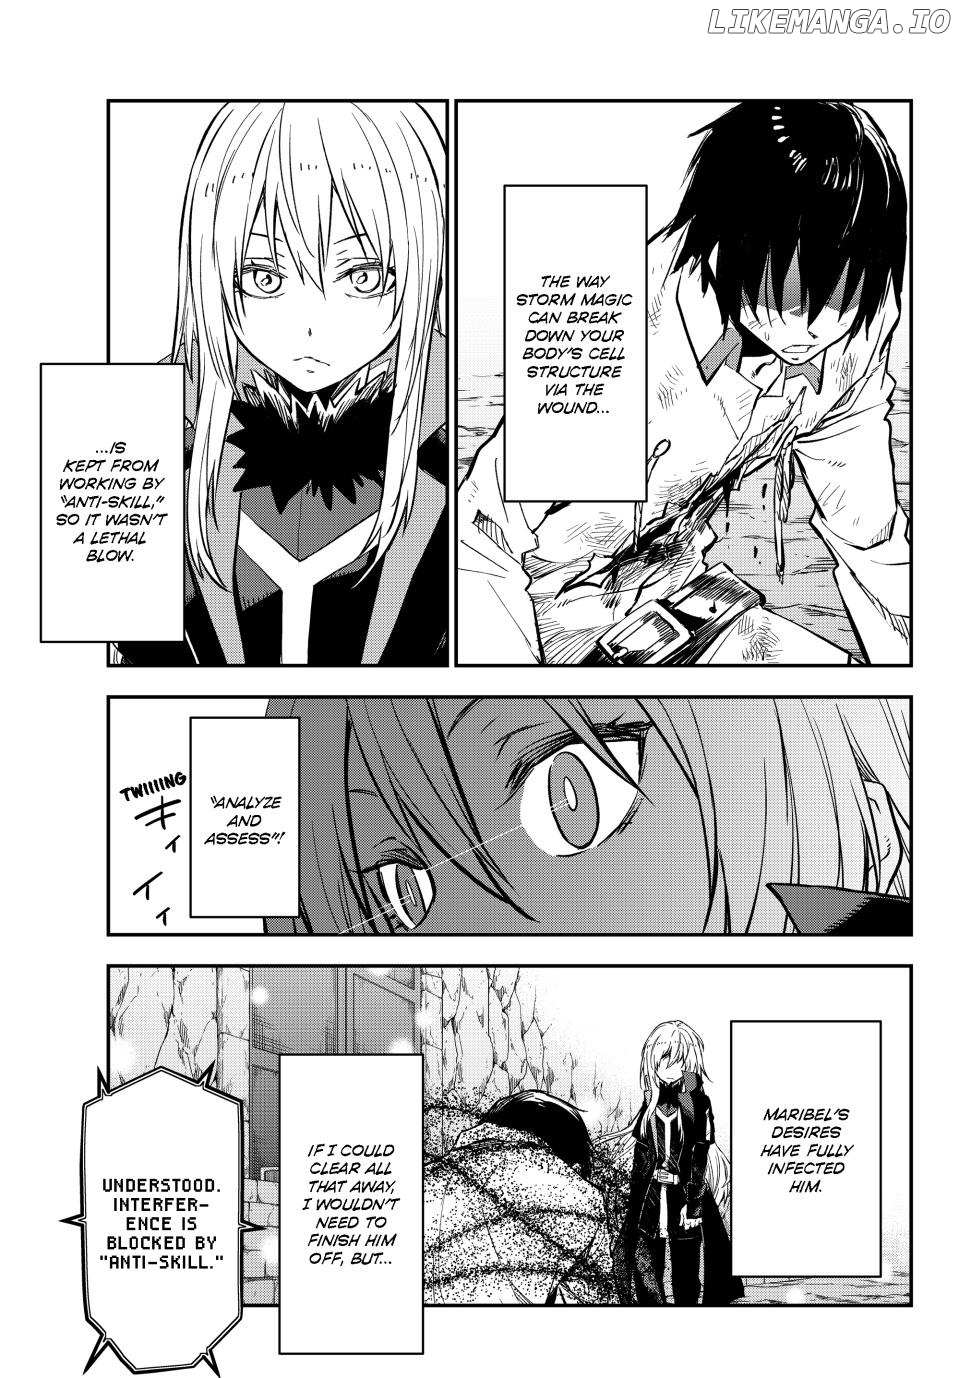 LIKEMANGA.IO
THE WAY
STORM MAGIC
CAN BREAK
DOWN YOUR
BODY'S CELL
STRUCTURE
VIA THE
WOUND...
...IS
KEPT FROM
WORKING BY
"ANTI-SKILL,"
SO IT WASN'T
A LETHAL
BLOW.
"ANALYZE
AND
ASSESS"!
TWIIIING
キィ
イィ
MARIBEL'S
DESIRES
HAVE FULLY
INFECTED
HIM.
IF I COULD
CLEAR ALL
THAT AWAY,
I WOULDN'T
NEED TO
FINISH HIM
OFF, BUT...
UNDERSTOOD.
INTERFER-
ENCE IS
BLOCKED BY
"ANTI-SKILL."